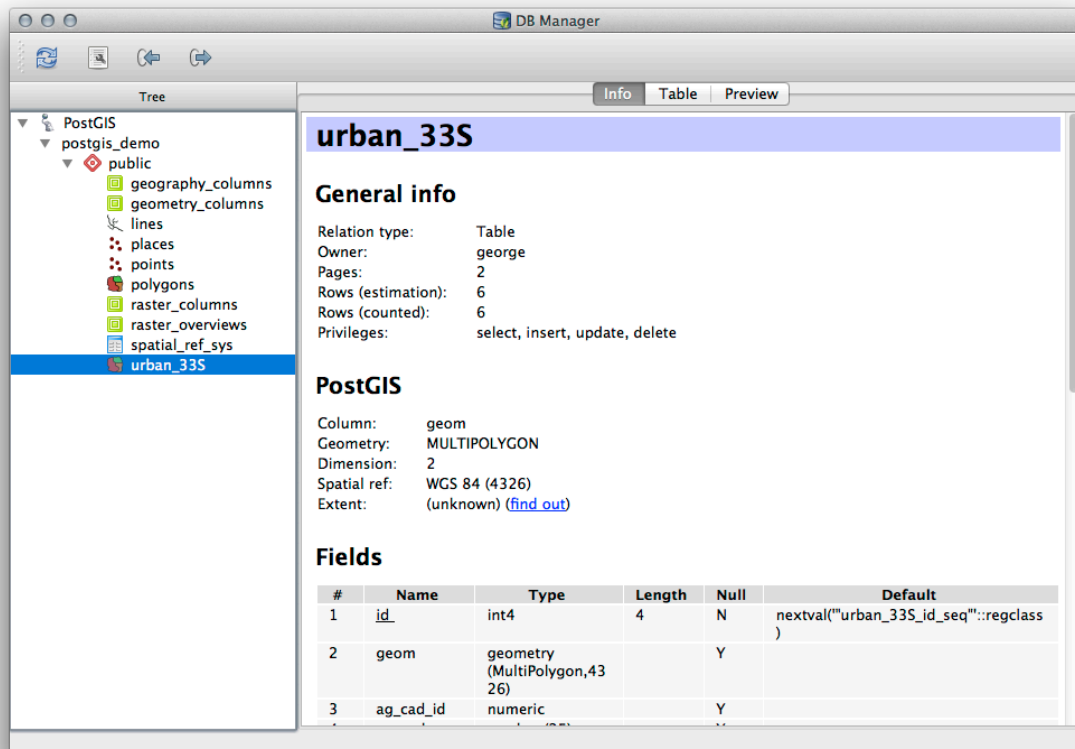 DB Manager
Tree
Info Table Preview
PostGIS
postgis_demo
public
geography_columns
geometry_columns
lines
places
points
polygons
raster_columns
raster_overviews
spatial_ref_sys
urban_33S
urban_33S
General info
Relation type: Table
Owner: george
Pages: 2
Rows (estimation): 6
Rows (counted): 6
Privileges: select, insert, update, delete
PostGIS
Column: geom
Geometry: MULTIPOLYGON
Dimension: 2
Spatial ref: WGS 84 (4326)
Extent: (unknown) (find out)
Fields
# Name Type Length Null Default
1 id int4 4 N nextval('"urban_33S_id_seq"'::regclass
)
2 geom geometry Y
(MultiPolygon,43
26)
3 ag_cad_id numeric Y